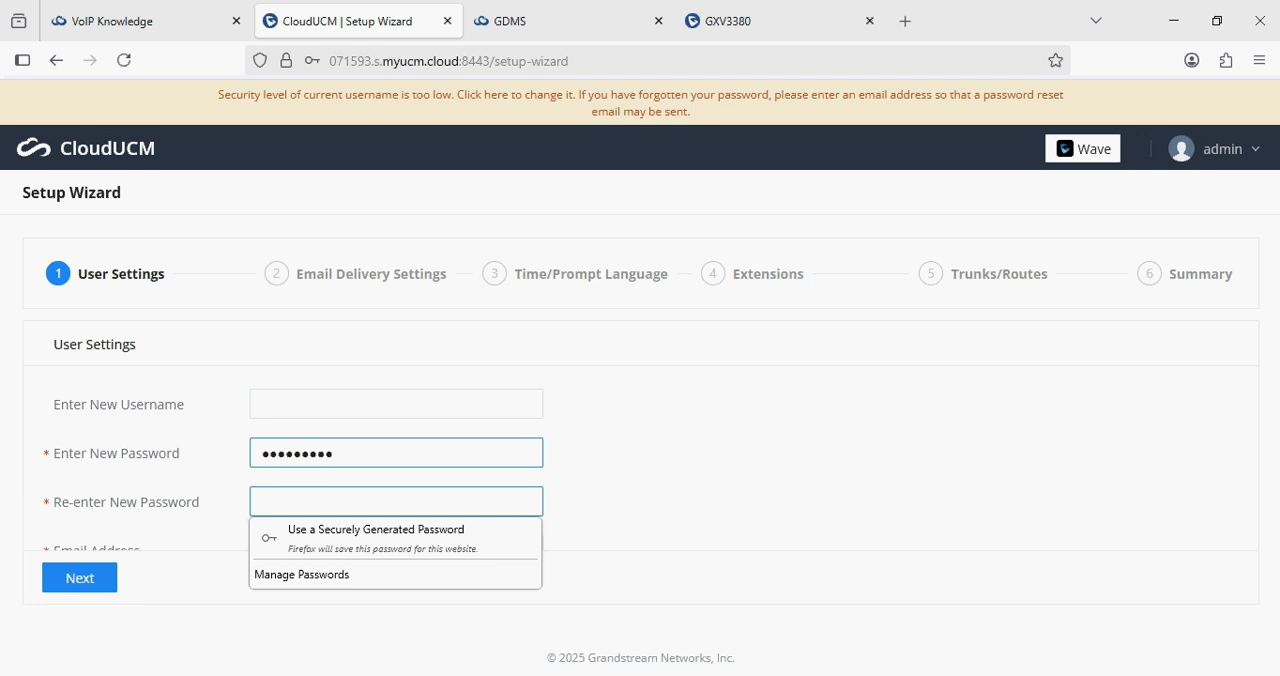 VoIP Knowledge
CloudUCM | Setup Wizard
GDMS
GXV3380
071593.s.myucm.cloud:8443/setup-wizard
Security level of current username is too low. Click here to change it. If you have forgotten your password, please enter an email address so that a password reset
email may be sent.
CloudUCM
Wave
admin
Setup Wizard
1 User Settings
2 Email Delivery Settings
3 Time/Prompt Language
4 Extensions
5 Trunks/Routes
6 Summary
User Settings
Enter New Username
* Enter New Password
●●●●●●●●●
* Re-enter New Password
Use a Securely Generated Password
Firefox will save this password for this website.
* Email Address
Manage Passwords
Next
© 2025 Grandstream Networks, Inc.